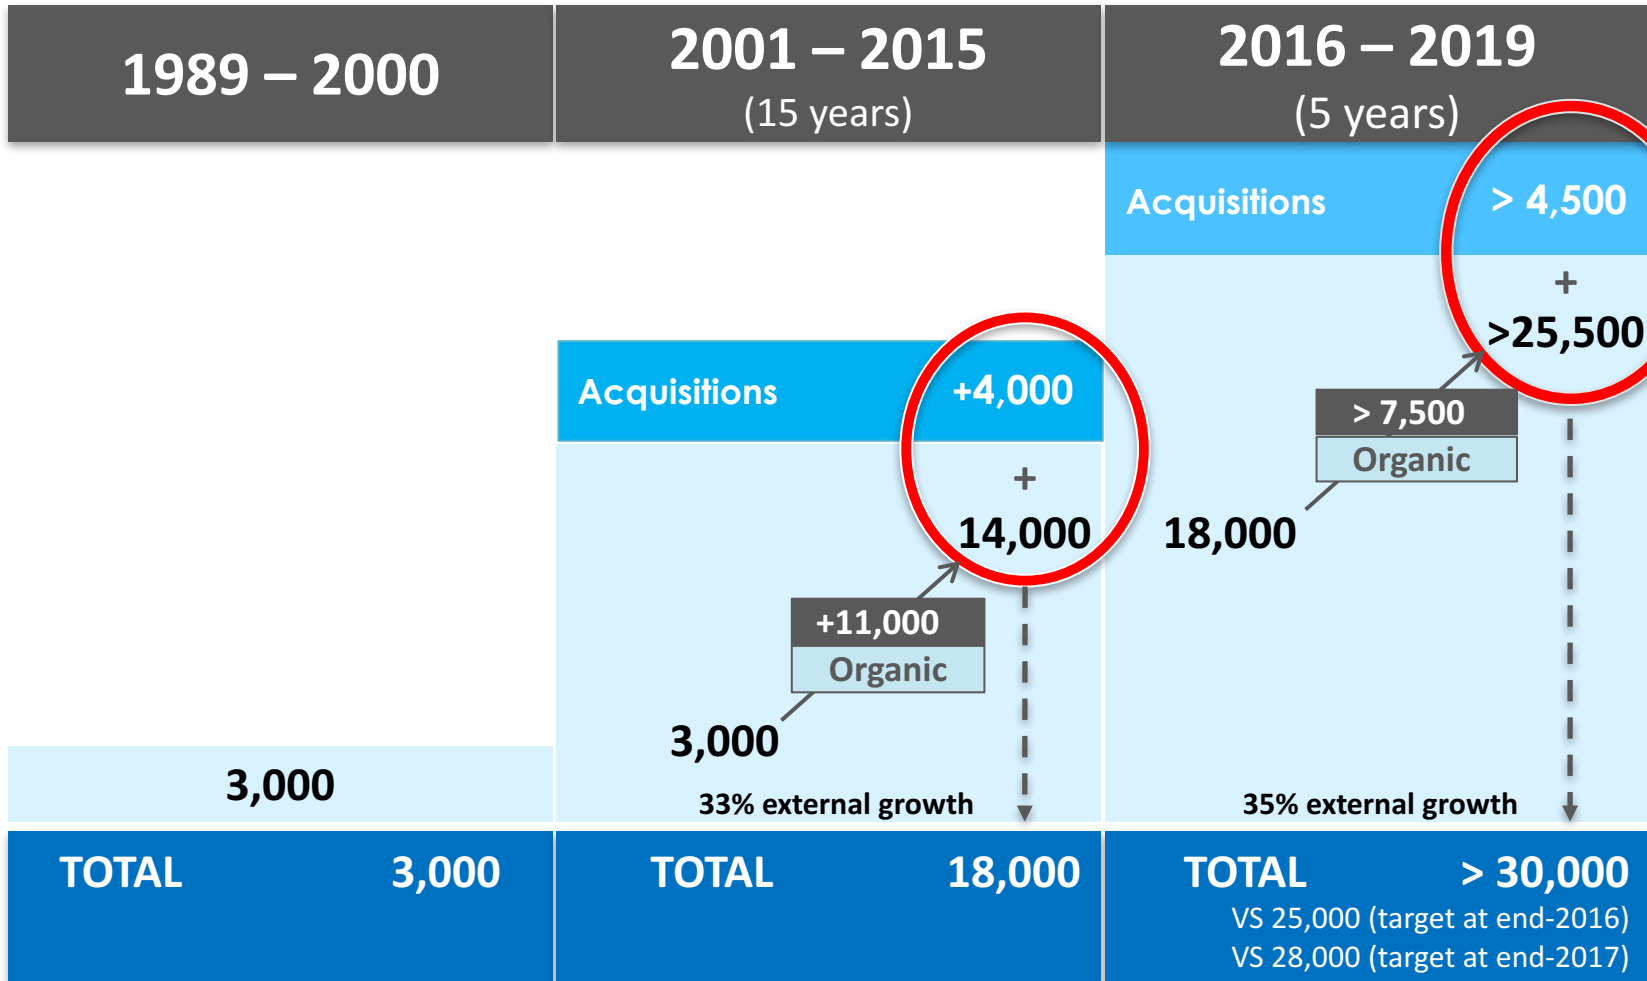 1989 – 2000
2001 – 2015
(15 years)
2016 – 2019
(5 years)
Acquisitions > 4,500
+
>25,500
> 7,500
Organic
18,000
35% external growth
Acquisitions +4,000
+
14,000
+11,000
Organic
3,000
33% external growth
3,000
TOTAL 3,000
TOTAL 18,000
TOTAL > 30,000
VS 25,000 (target at end-2016)
VS 28,000 (target at end-2017)